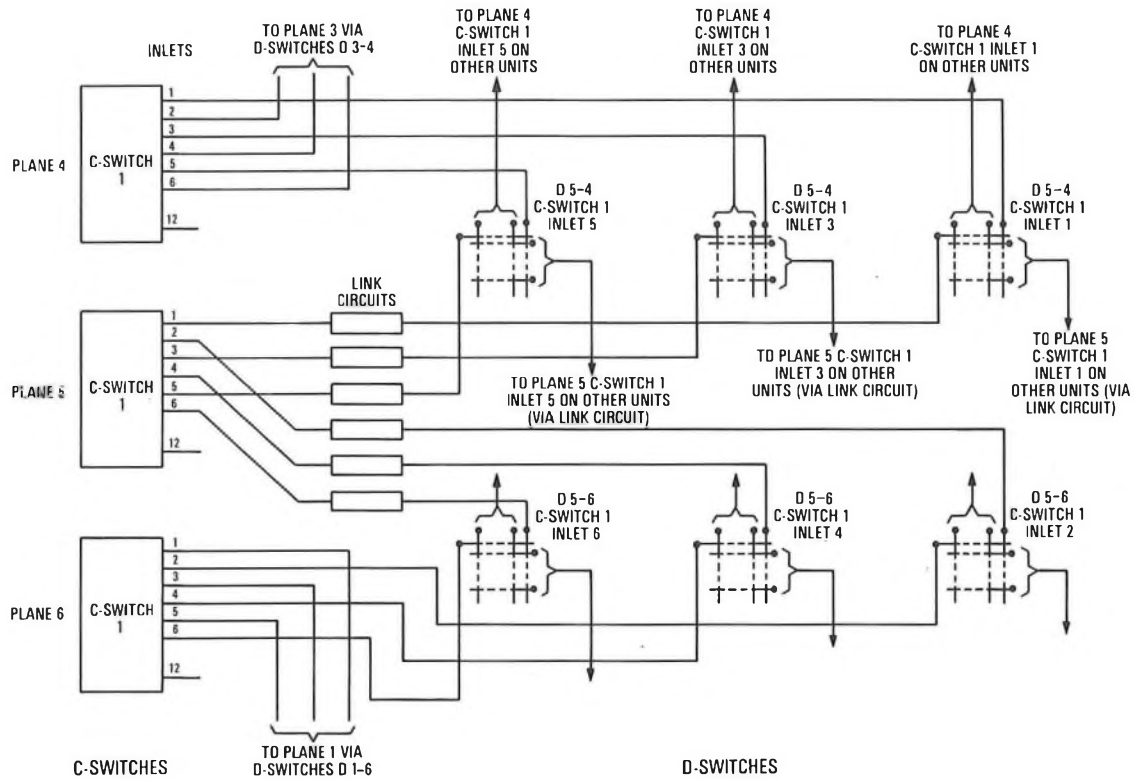 INLETS
TO PLANE 3 VIA
D-SWITCHES D 3-4
TO PLANE 4
C-SWITCH 1
INLET 5 ON
OTHER UNITS
TO PLANE 4
C-SWITCH 1
INLET 3 ON
OTHER UNITS
TO PLANE 4
C-SWITCH 1 INLET 1
ON OTHER UNITS
PLANE 4
C-SWITCH
1
1
2
3
4
5
6
12
D 5-4
C-SWITCH 1
INLET 5
D 5-4
C-SWITCH 1
INLET 3
D 5-4
C-SWITCH 1
INLET 1
LINK
CIRCUITS
PLANE 5
C-SWITCH
1
1
2
3
4
5
6
12
TO PLANE 5 C-SWITCH 1
INLET 5 ON OTHER UNITS
(VIA LINK CIRCUIT)
TO PLANE 5 C-SWITCH 1
INLET 3 ON OTHER
UNITS (VIA LINK CIRCUIT)
TO PLANE 5
C-SWITCH 1
INLET 1 ON
OTHER UNITS (VIA
LINK CIRCUIT)
D 5-6
C-SWITCH 1
INLET 6
D 5-6
C-SWITCH 1
INLET 4
D 5-6
C-SWITCH 1
INLET 2
PLANE 6
C-SWITCH
1
1
2
3
4
5
6
12
TO PLANE 1 VIA
D-SWITCHES D 1-6
C-SWITCHES
D-SWITCHES